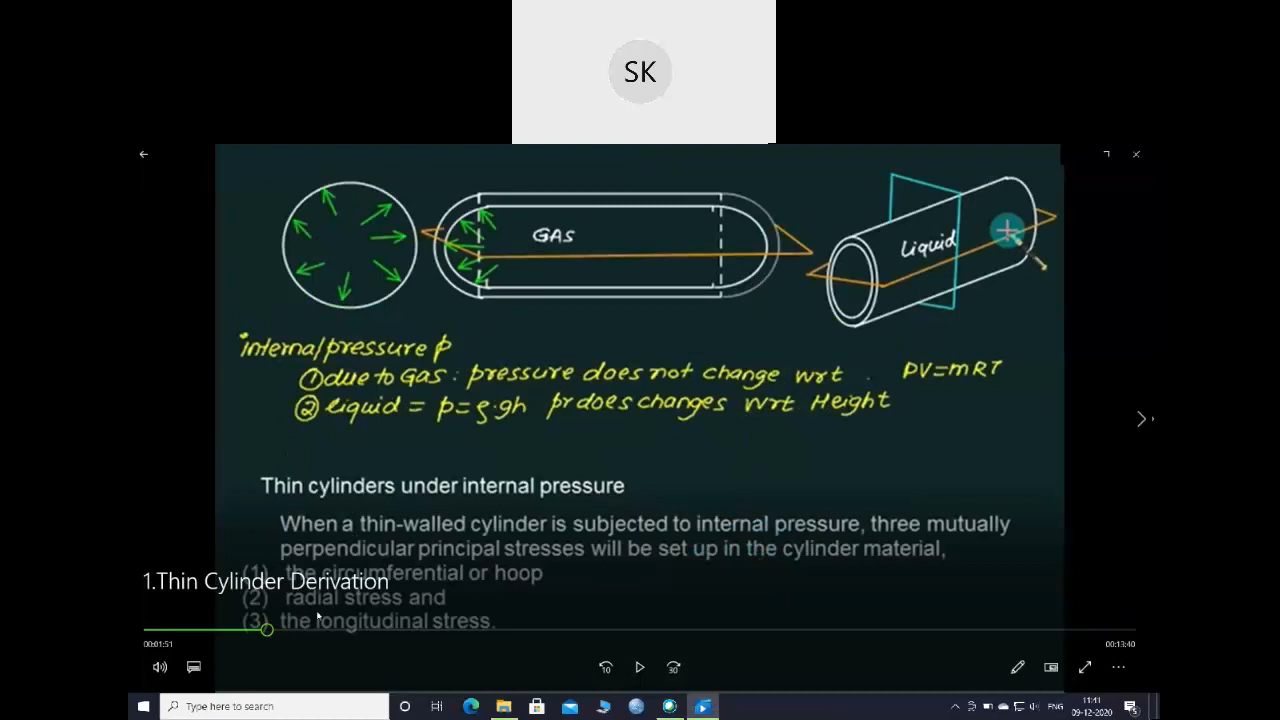 SK
GAS
Liquid
internal pressure p
① due to Gas : pressure does not change wrt . PV=mRT
② liquid = p=ρ.gh pr does changes wrt Height
Thin cylinders under internal pressure
When a thin-walled cylinder is subjected to internal pressure, three mutually
perpendicular principal stresses will be set up in the cylinder material,
(1) the circumferential or hoop
1.Thin Cylinder Derivation
(2) radial stress and
(3) the longitudinal stress.
00:01:51
00:13:40
10
30
Type here to search
ENG
11:41
09-12-2020